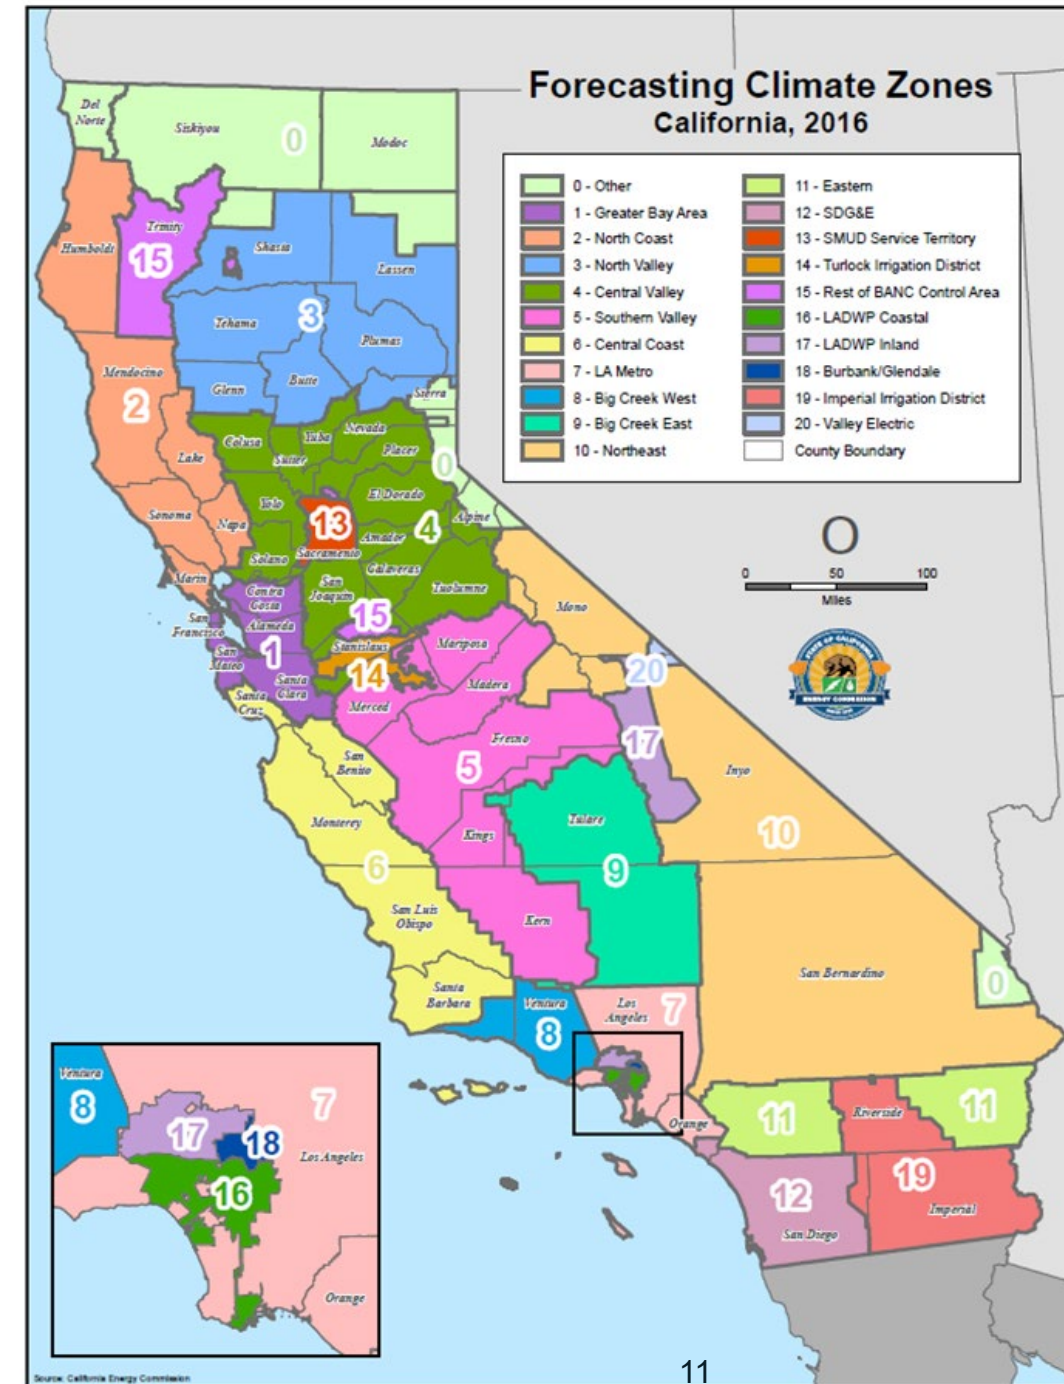 Forecasting Climate Zones
California, 2016
0 - Other
1 - Greater Bay Area
2 - North Coast
3 - North Valley
4 - Central Valley
5 - Southern Valley
6 - Central Coast
7 - LA Metro
8 - Big Creek West
9 - Big Creek East
10 - Northeast
11 - Eastern
12 - SDG&E
13 - SMUD Service Territory
14 - Turlock Irrigation District
15 - Rest of BANC Control Area
16 - LADWP Coastal
17 - LADWP Inland
18 - Burbank/Glendale
19 - Imperial Irrigation District
20 - Valley Electric
County Boundary
O
0 50 100
Miles
STATE OF CALIFORNIA
ENERGY COMMISSION
Del
Norte
Siskiyou
0
Modoc
Humboldt
Trinity
15
Shasta
Lassen
Tehama
3
Plumas
Mendocino
2
Glenn
Butte
Sierra
Lake
Colusa
Sutter
Yuba
Nevada
Placer
0
Sonoma
Napa
Yolo
13
El Dorado
Alpine
Amador
4
Solano
Sacramento
Calaveras
Marin
Contra
Costa
San
Joaquin
Tuolumne
Mono
San
Francisco
Alameda
15
San
Mateo
1
Stanislaus
Mariposa
Santa
Clara
14
Madera
20
Santa
Cruz
Merced
17
San
Benito
Fresno
5
Inyo
Monterey
Kings
Tulare
10
6
9
San Luis
Obispo
Kern
San Bernardino
0
Santa
Barbara
Ventura
8
Los
Angeles
7
Orange
11
Riverside
11
12
San Diego
19
Imperial
Ventura
8
7
17
18
Los Angeles
16
Orange
Source: California Energy Commission
11